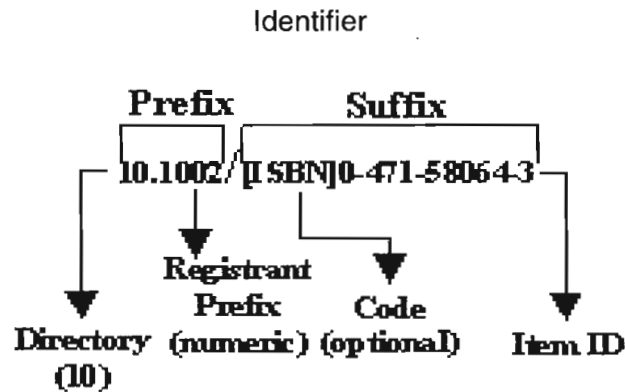 Identifier
Prefix Suffix
10.1002/[ISBN]0-471-58064-3
Registrant
Prefix Code
Directory (numeric) (optional) Item ID
(10)